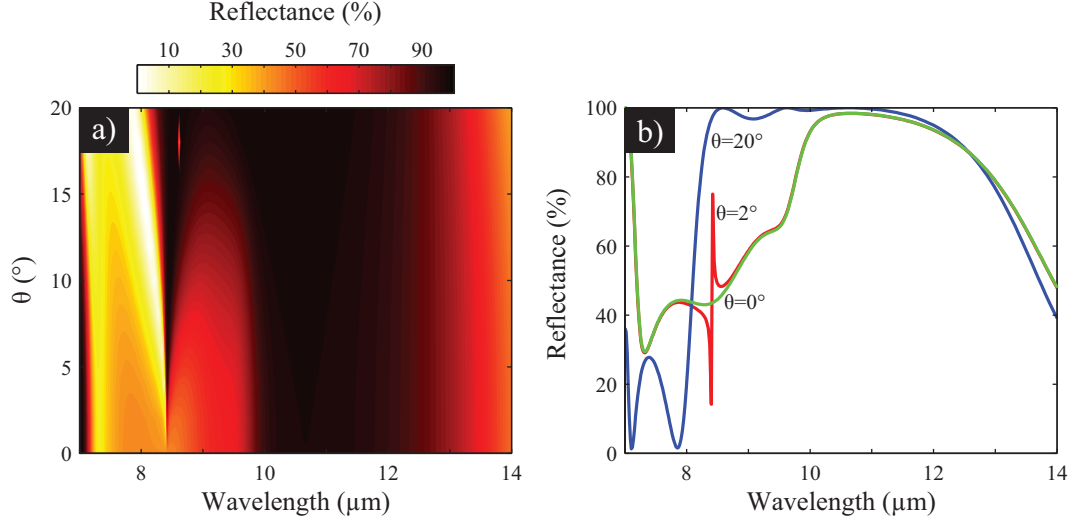 Reflectance (%)
10 30 50 70 90
a)
20
15
10
5
0
θ (°)
8 10 12 14
Wavelength (µm)
b)
100
80
60
40
20
0
Reflectance (%)
θ=20°
θ=2°
θ=0°
8 10 12 14
Wavelength (µm)